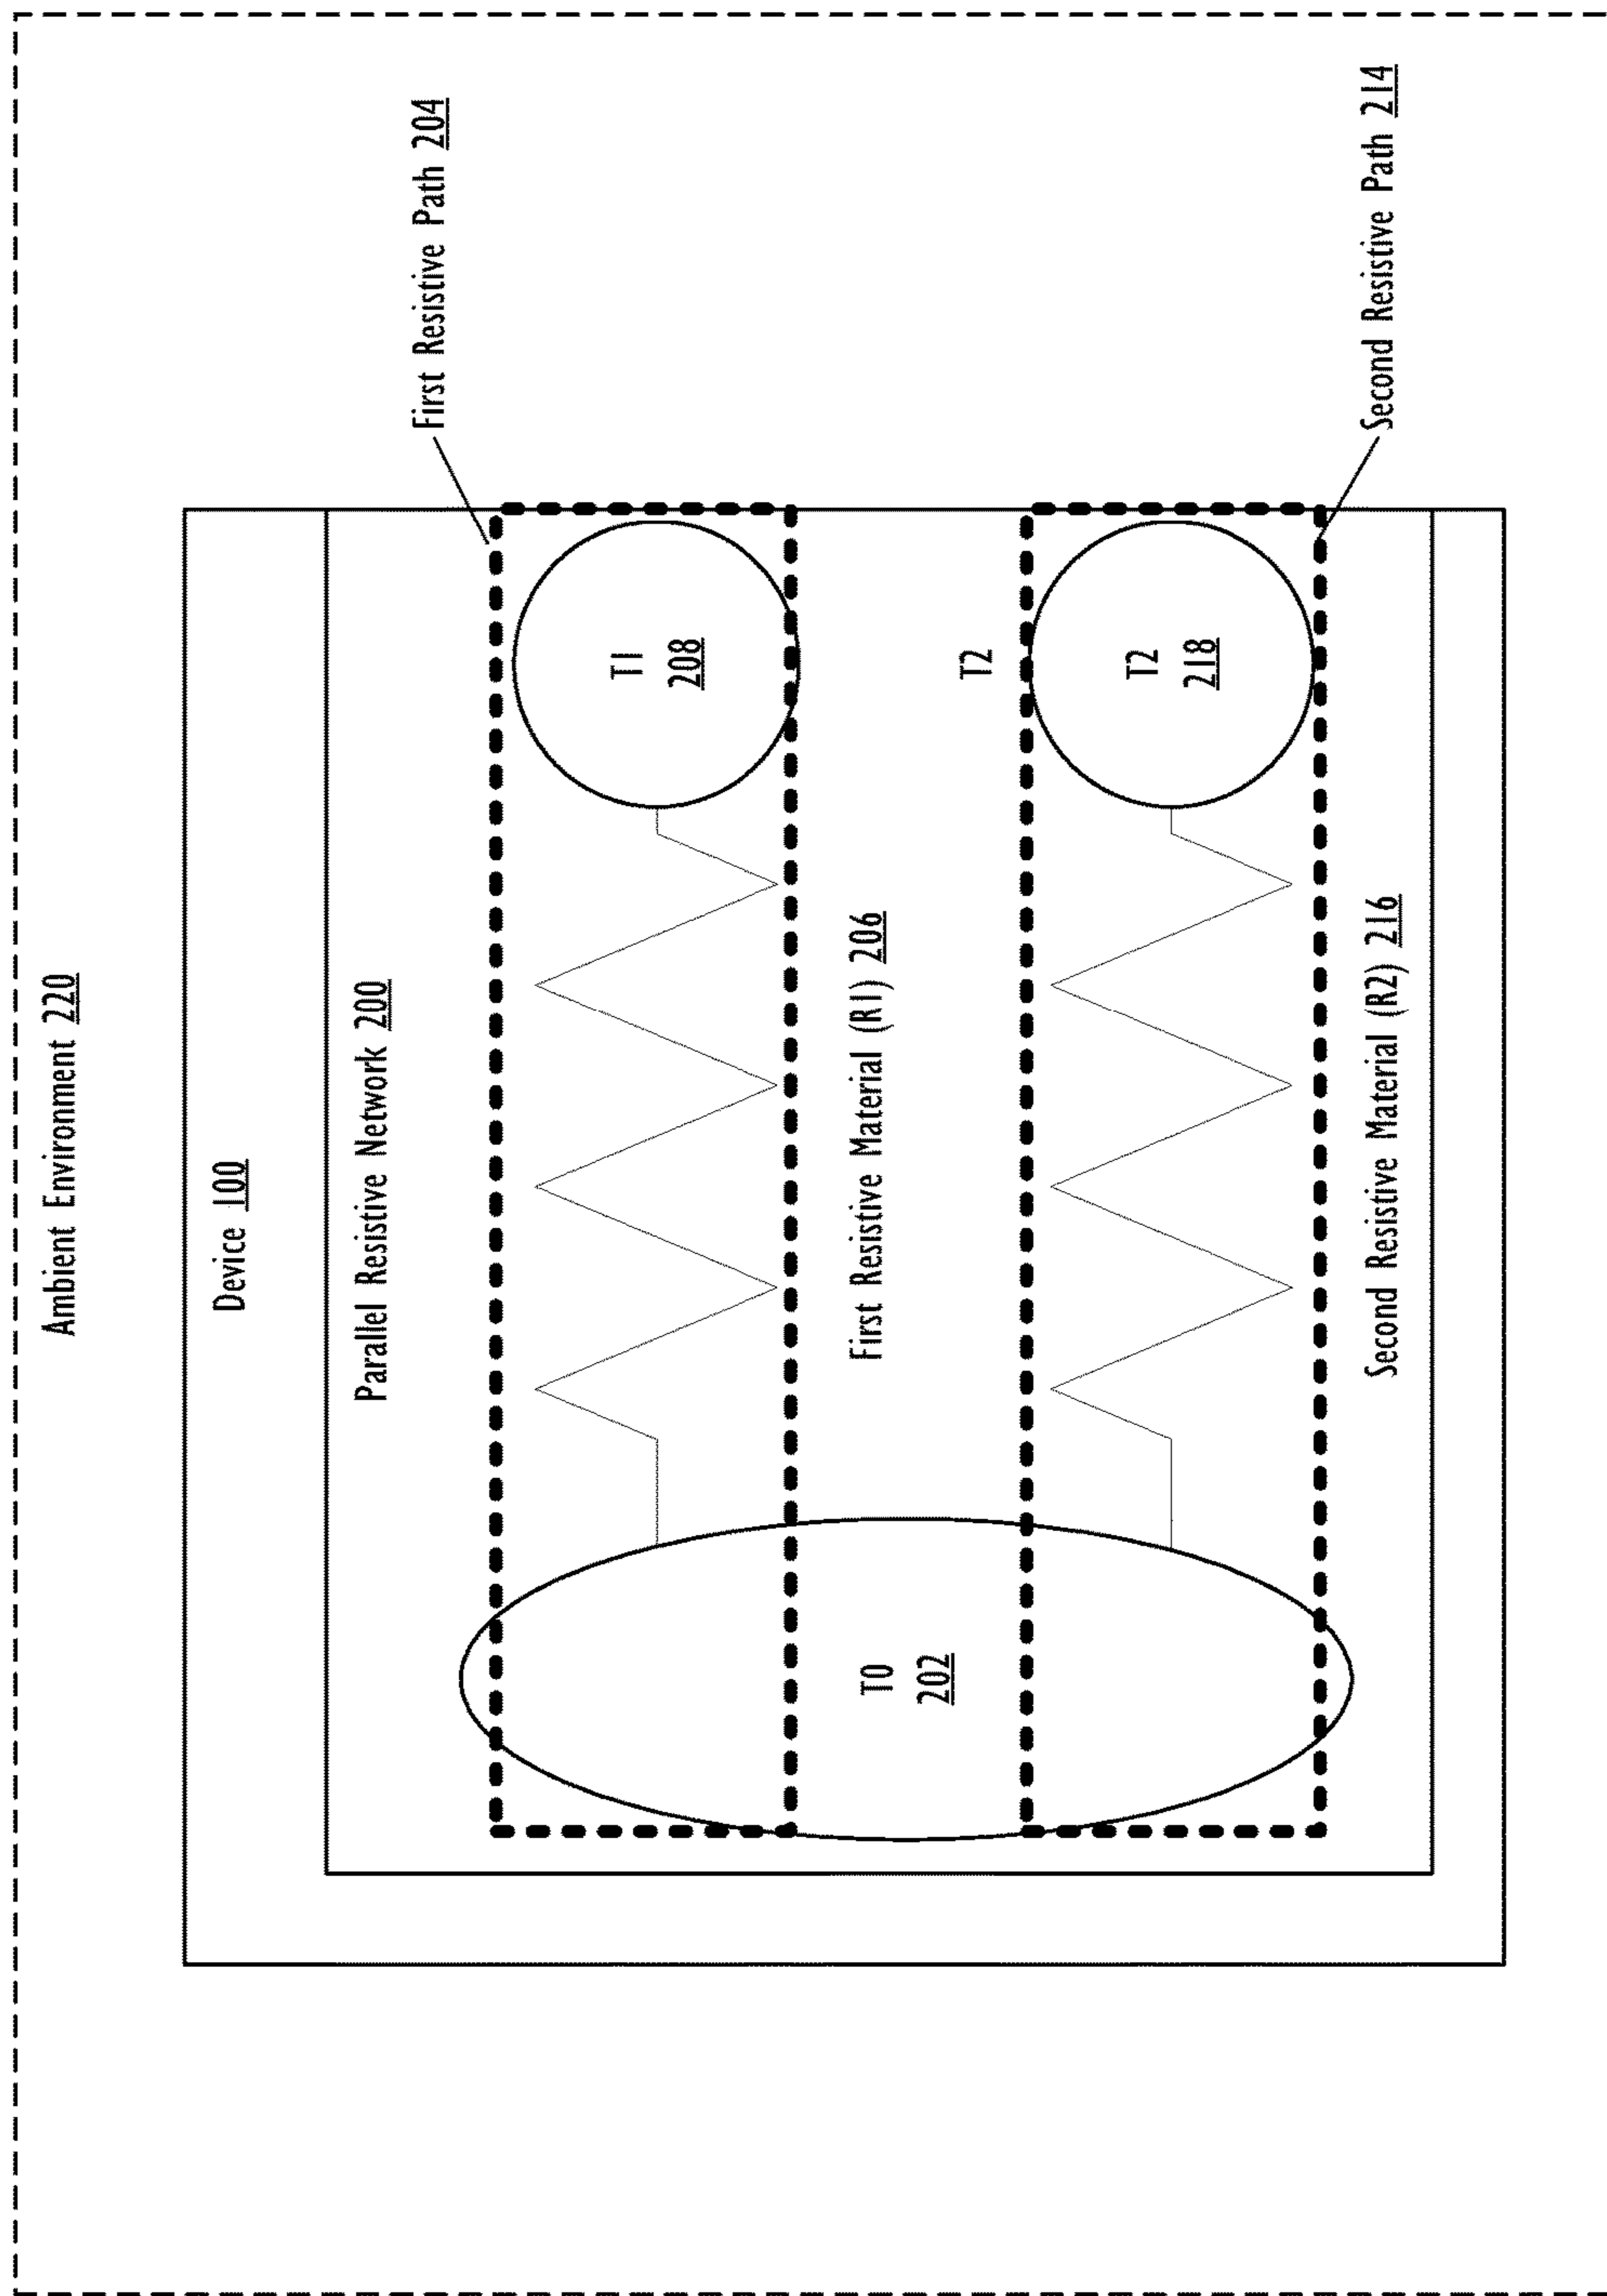 Ambient Environment 220
Device 100
Parallel Resistive Network 200
First Resistive Path 204
T1
208
First Resistive Material (R1) 206
T0
202
T2
T2
218
Second Resistive Material (R2) 216
Second Resistive Path 214